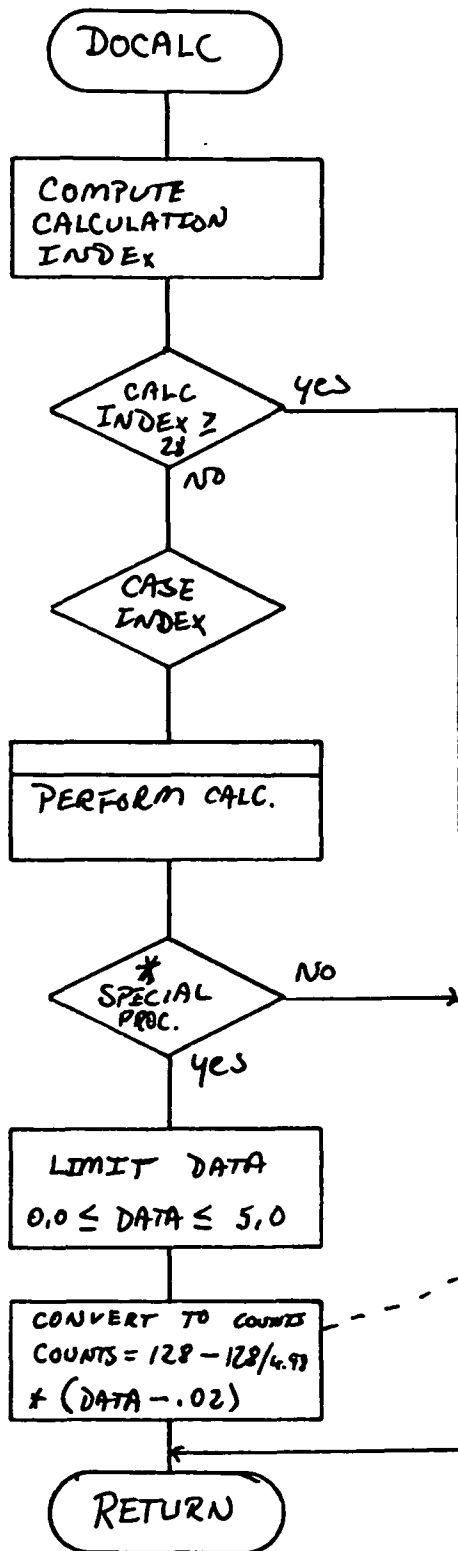 DOCALC
COMPUTE
CALCULATION
INDEX
CALC
INDEX ≥
28
yes
NO
CASE
INDEX
PERFORM CALC.
*
SPECIAL
PROC.
NO
yes
LIMIT DATA
0.0 ≤ DATA ≤ 5.0
CONVERT TO COUNTS
COUNTS = 128 - 128/4.98
* (DATA - .02)
RETURN